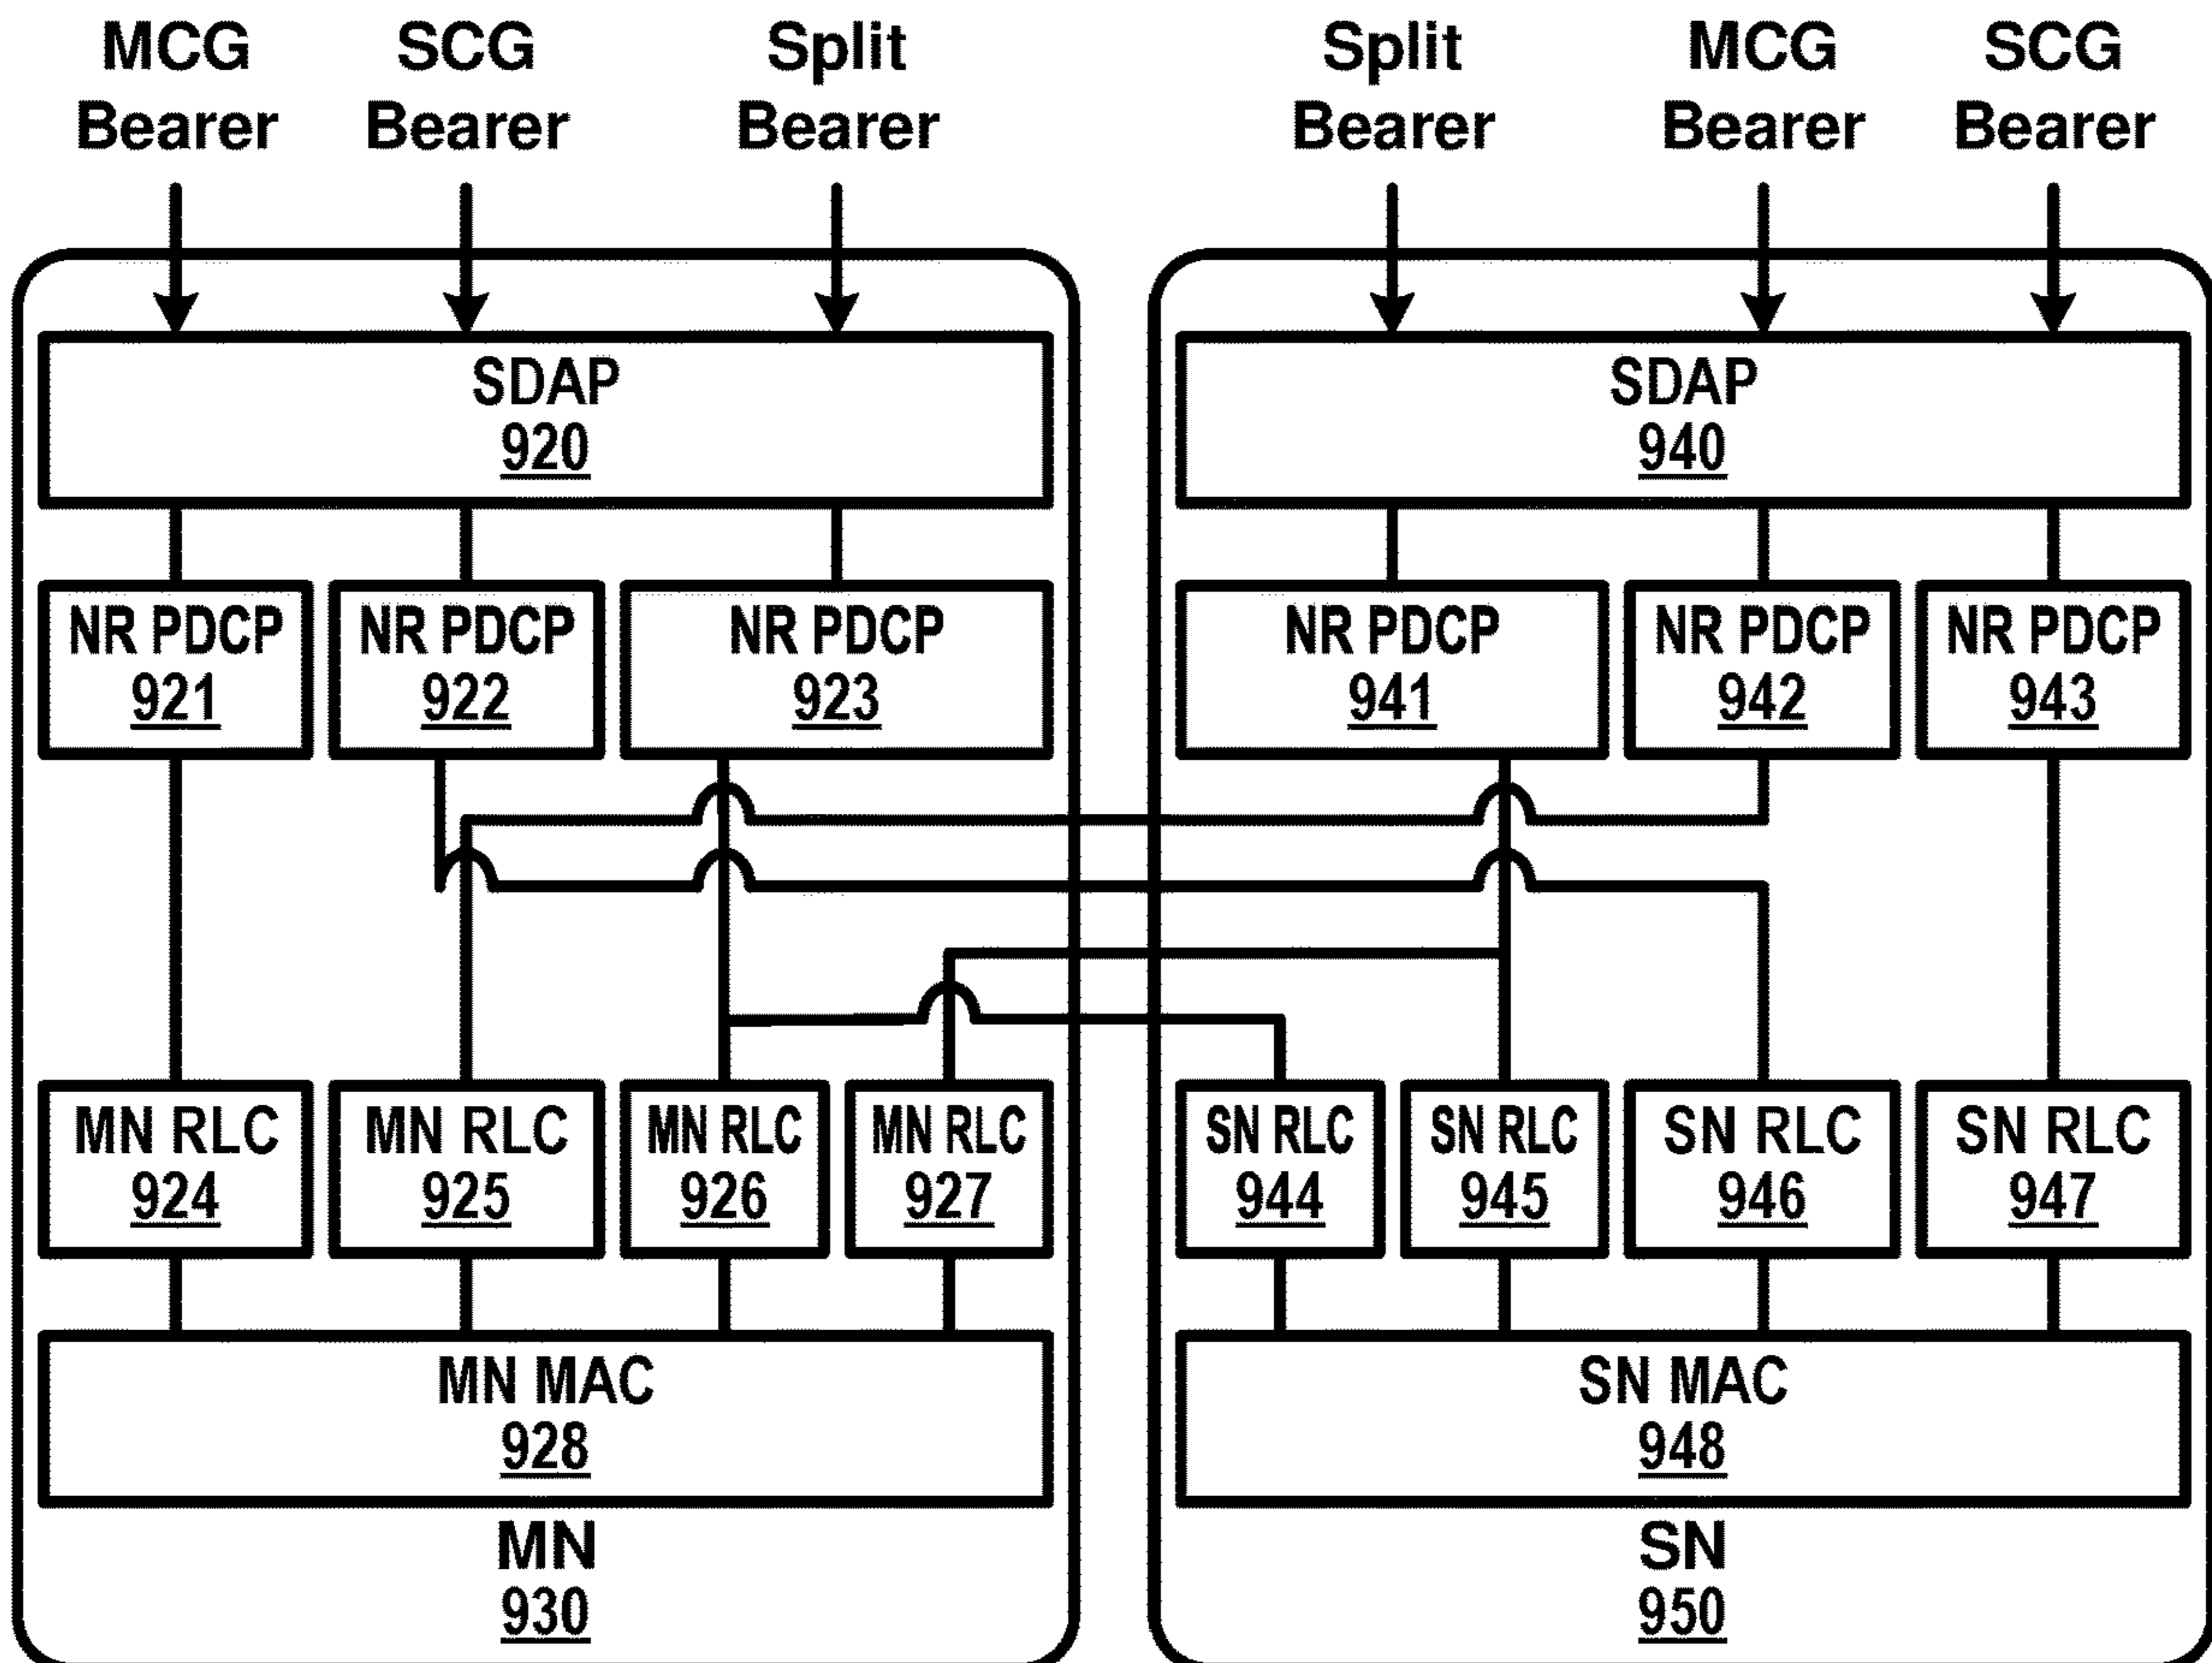 MCG
Bearer
SCG
Bearer
Split
Bearer
Split
Bearer
MCG
Bearer
SCG
Bearer
SDAP
920
SDAP
940
NR PDCP
921
NR PDCP
922
NR PDCP
923
NR PDCP
941
NR PDCP
942
NR PDCP
943
MN RLC
924
MN RLC
925
MN RLC
926
MN RLC
927
SN RLC
944
SN RLC
945
SN RLC
946
SN RLC
947
MN MAC
928
SN MAC
948
MN
930
SN
950